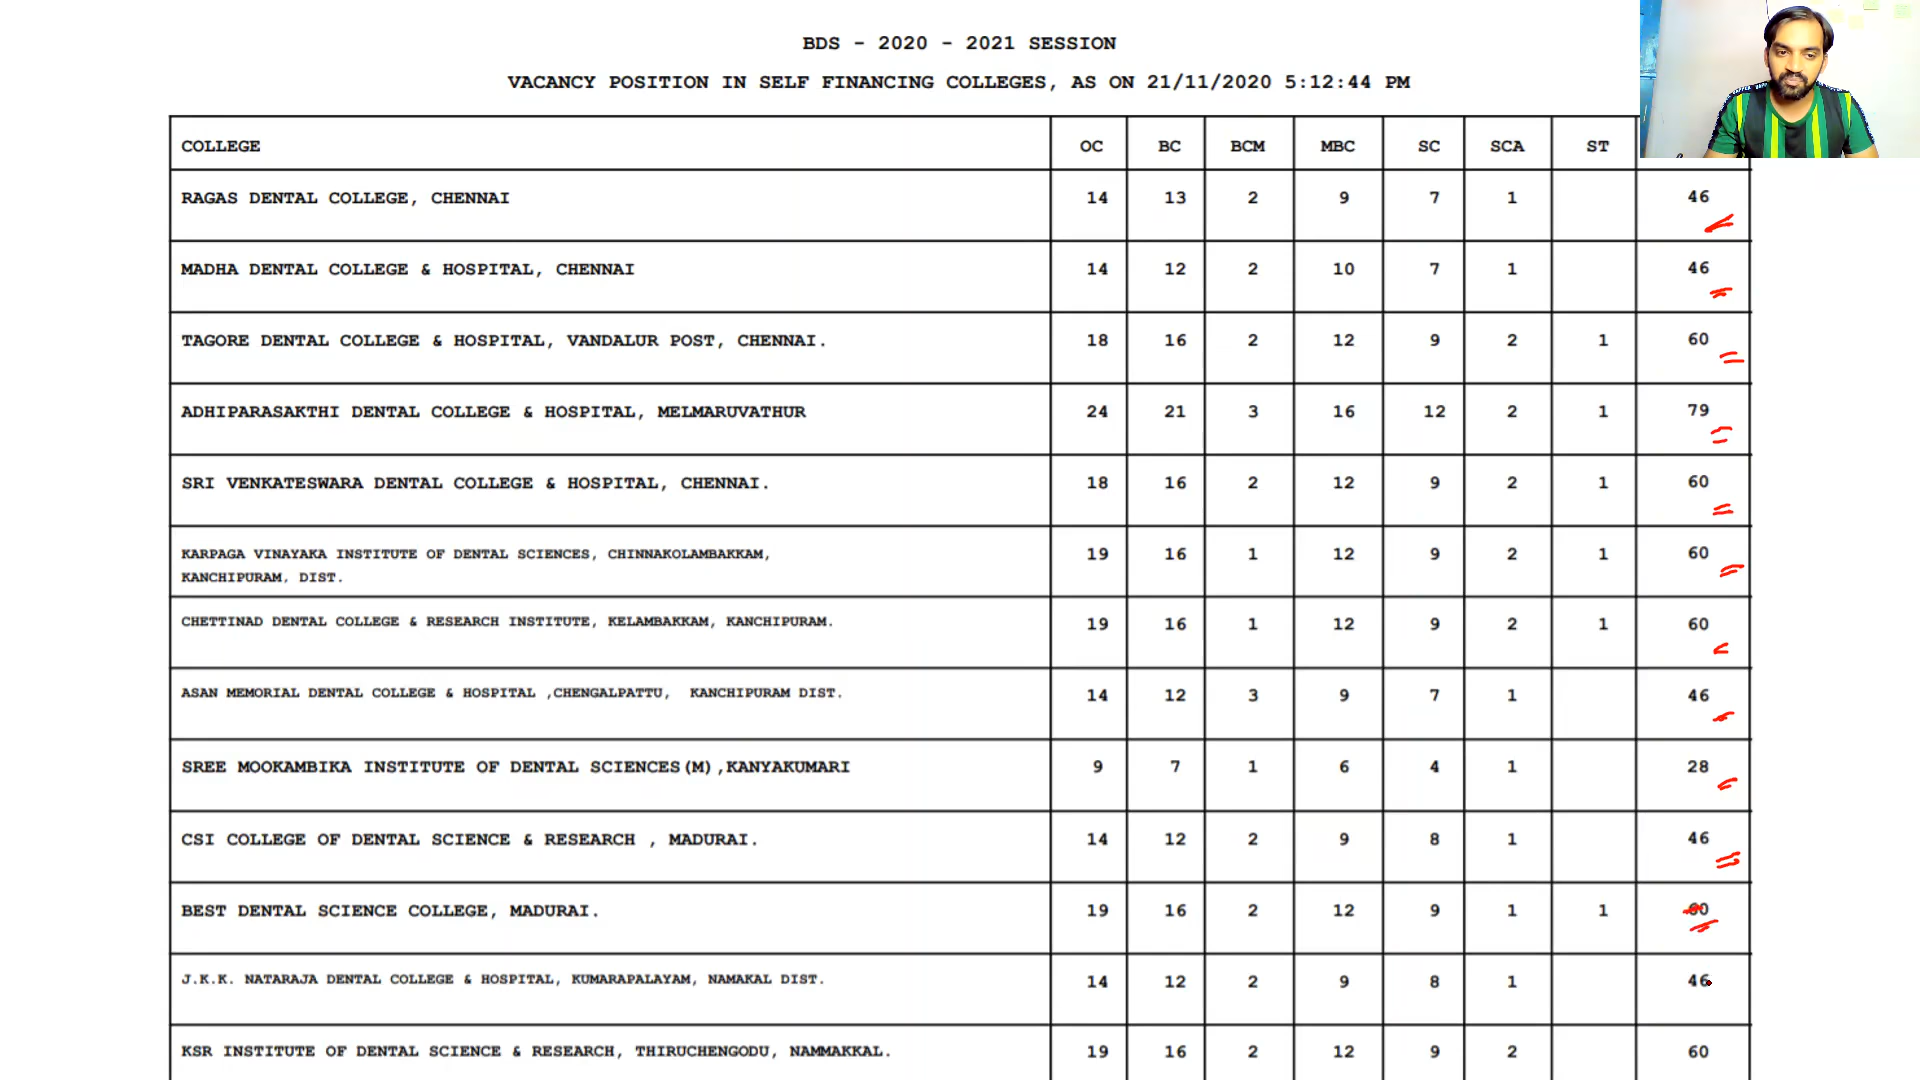 BDS - 2020 - 2021 SESSION
VACANCY POSITION IN SELF FINANCING COLLEGES, AS ON 21/11/2020 5:12:44 PM
COLLEGE OC BC BCM MBC SC SCA ST
RAGAS DENTAL COLLEGE, CHENNAI 14 13 2 9 7 1 46
MADHA DENTAL COLLEGE & HOSPITAL, CHENNAI 14 12 2 10 7 1 46
TAGORE DENTAL COLLEGE & HOSPITAL, VANDALUR POST, CHENNAI. 18 16 2 12 9 2 1 60
ADHIPARASAKTHI DENTAL COLLEGE & HOSPITAL, MELMARUVATHUR 24 21 3 16 12 2 1 79
SRI VENKATESWARA DENTAL COLLEGE & HOSPITAL, CHENNAI. 18 16 2 12 9 2 1 60
KARPAGA VINAYAKA INSTITUTE OF DENTAL SCIENCES, CHINNAKOLAMBAKKAM, 19 16 1 12 9 2 1 60
KANCHIPURAM, DIST.
CHETTINAD DENTAL COLLEGE & RESEARCH INSTITUTE, KELAMBAKKAM, KANCHIPURAM. 19 16 1 12 9 2 1 60
ASAN MEMORIAL DENTAL COLLEGE & HOSPITAL ,CHENGALPATTU, KANCHIPURAM DIST. 14 12 3 9 7 1 46
SREE MOOKAMBIKA INSTITUTE OF DENTAL SCIENCES(M),KANYAKUMARI 9 7 1 6 4 1 28
CSI COLLEGE OF DENTAL SCIENCE & RESEARCH , MADURAI. 14 12 2 9 8 1 46
BEST DENTAL SCIENCE COLLEGE, MADURAI. 19 16 2 12 9 1 1 60
J.K.K. NATARAJA DENTAL COLLEGE & HOSPITAL, KUMARAPALAYAM, NAMAKAL DIST. 14 12 2 9 8 1 46
KSR INSTITUTE OF DENTAL SCIENCE & RESEARCH, THIRUCHENGODU, NAMMAKKAL. 19 16 2 12 9 2 60